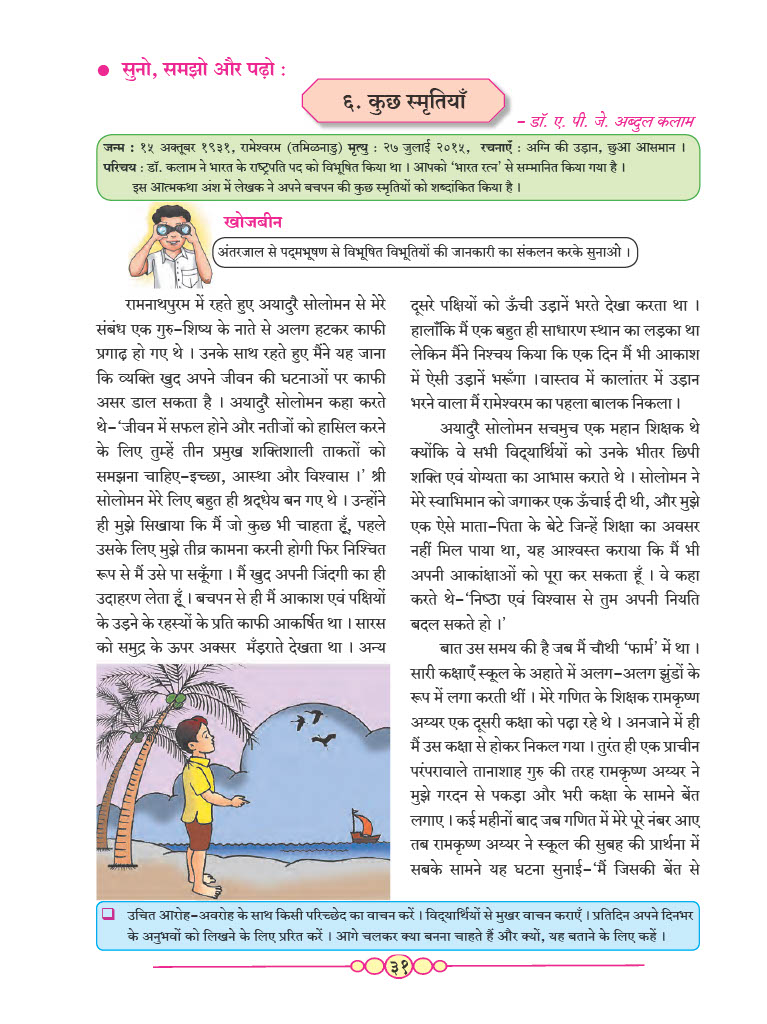 ● सुनो, समझो और पढ़ो :
६. कुछ स्मृतियाँ
- डॉ. ए. पी. जे. अब्दुल कलाम
जन्म : १५ अक्तूबर १९३१, रामेश्वरम (तमिळनाडु) मृत्यु : २७ जुलाई २०१५, रचनाएँ : अग्नि की उड़ान, छुआ आसमान ।
परिचय : डॉ. कलाम ने भारत के राष्ट्रपति पद को विभूषित किया था । आपको ‘भारत रत्न’ से सम्मानित किया गया है ।
इस आत्मकथा अंश में लेखक ने अपने बचपन की कुछ स्मृतियों को शब्दांकित किया है ।
खोजबीन
अंतरजाल से पद्मभूषण से विभूषित विभूतियों की जानकारी का संकलन करके सुनाओ ।
रामनाथपुरम में रहते हुए अयादुरै सोलोमन से मेरे
संबंध एक गुरु-शिष्य के नाते से अलग हटकर काफी
प्रगाढ़ हो गए थे । उनके साथ रहते हुए मैंने यह जाना
कि व्यक्ति खुद अपने जीवन की घटनाओं पर काफी
असर डाल सकता है । अयादुरै सोलोमन कहा करते
थे-‘जीवन में सफल होने और नतीजों को हासिल करने
के लिए तुम्हें तीन प्रमुख शक्तिशाली ताकतों को
समझना चाहिए-इच्छा, आस्था और विश्वास ।’ श्री
सोलोमन मेरे लिए बहुत ही श्रद्धेय बन गए थे । उन्होंने
ही मुझे सिखाया कि मैं जो कुछ भी चाहता हूँ, पहले
उसके लिए मुझे तीव्र कामना करनी होगी फिर निश्चित
रूप से मैं उसे पा सकूँगा । मैं खुद अपनी जिंदगी का ही
उदाहरण लेता हूँ । बचपन से ही मैं आकाश एवं पक्षियों
के उड़ने के रहस्यों के प्रति काफी आकर्षित था । सारस
को समुद्र के ऊपर अक्सर मँड़राते देखता था । अन्य
दूसरे पक्षियों को ऊँची उड़ानें भरते देखा करता था ।
हालाँकि मैं एक बहुत ही साधारण स्थान का लड़का था
लेकिन मैंने निश्चय किया कि एक दिन मैं भी आकाश
में ऐसी उड़ानें भरूँगा ।वास्तव में कालांतर में उड़ान
भरने वाला मैं रामेश्वरम का पहला बालक निकला ।
अयादुरै सोलोमन सचमुच एक महान शिक्षक थे
क्योंकि वे सभी विद्यार्थियों को उनके भीतर छिपी
शक्ति एवं योग्यता का आभास कराते थे । सोलोमन ने
मेरे स्वाभिमान को जगाकर एक ऊँचाई दी थी, और मुझे
एक ऐसे माता-पिता के बेटे जिन्हें शिक्षा का अवसर
नहीं मिल पाया था, यह आश्वस्त कराया कि मैं भी
अपनी आकांक्षाओं को पूरा कर सकता हूँ । वे कहा
करते थे-‘निष्ठा एवं विश्वास से तुम अपनी नियति
बदल सकते हो ।’
बात उस समय की है जब मैं चौथी ‘फार्म’ में था ।
सारी कक्षाएँ स्कूल के अहाते में अलग-अलग झुंडों के
रूप में लगा करती थीं । मेरे गणित के शिक्षक रामकृष्ण
अय्यर एक दूसरी कक्षा को पढ़ा रहे थे । अनजाने में ही
मैं उस कक्षा से होकर निकल गया । तुरंत ही एक प्राचीन
परंपरावाले तानाशाह गुरु की तरह रामकृष्ण अय्यर ने
मुझे गरदन से पकड़ा और भरी कक्षा के सामने बेंत
लगाए । कई महीनों बाद जब गणित में मेरे पूरे नंबर आए
तब रामकृष्ण अय्यर ने स्कूल की सुबह की प्रार्थना में
सबके सामने यह घटना सुनाई-‘मैं जिसकी बेंत से
❑ उचित आरोह-अवरोह के साथ किसी परिच्छेद का वाचन करें । विद्यार्थियों से मुखर वाचन कराएँ । प्रतिदिन अपने दिनभर
के अनुभवों को लिखने के लिए प्ररित करें । आगे चलकर क्या बनना चाहते हैं और क्यों, यह बताने के लिए कहें ।
३१